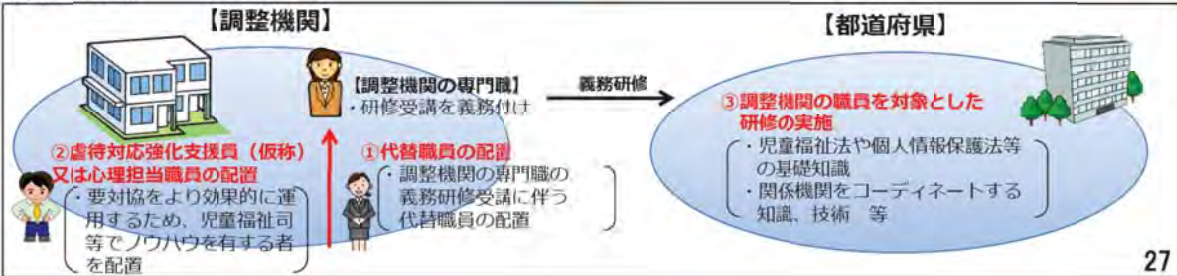 【調整機関】
【調整機関の専門職】
・研修受講を義務付け
②虐待対応強化支援員（仮称）
又は心理担当職員の配置
・要対協をより効果的に運
用するため、児童福祉司
等でノウハウを有する者
を配置
①代替職員の配置
・調整機関の専門職の
義務研修受講に伴う
代替職員の配置
義務研修
【都道府県】
③調整機関の職員を対象とした
研修の実施
・児童福祉法や個人情報保護法等
の基礎知識
・関係機関をコーディネートする
知識、技術　等
27